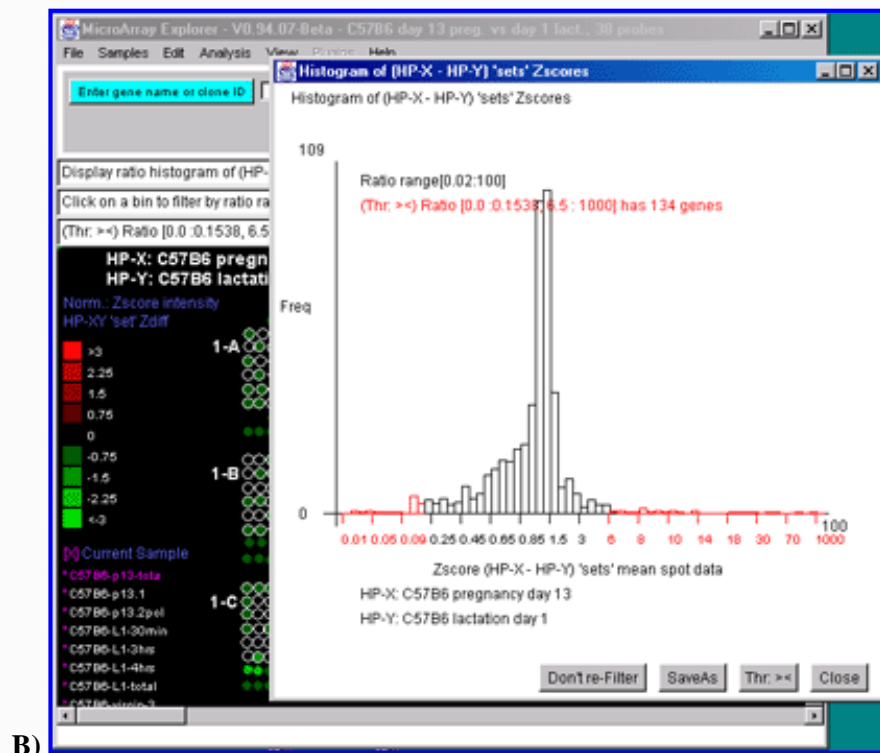 MicroArray Explorer - V0.94.07-Beta - C57B6 day 13 preg. vs day 1 lact., 38 probes
File Samples Edit Analysis View Plugins Help
Histogram of (HP-X - HP-Y) 'sets' Zscores
Enter gene name or clone ID
Histogram of (HP-X - HP-Y) 'sets' Zscores
109
Display ratio histogram of (HP-
Ratio range[0.02:100]
Click on a bin to filter by ratio ra
(Thr: ><) Ratio [0.0 :0.1538, 6.5 : 1000] has 134 genes
(Thr: ><) Ratio [0.0 :0.1538, 6.5
HP-X: C57B6 pregn
HP-Y: C57B6 lactati
Norm.: Zscore intensity
HP-XY 'set' Zdiff
Freq
>3
2.25
1.5
0.75
0
-0.75
-1.5
-2.25
<-3
1-A
1-B
1-C
0
100
0.01 0.05 0.09 0.25 0.45 0.65 0.85 1.5 3 6 8 10 14 18 30 70 1000
Zscore (HP-X - HP-Y) 'sets' mean spot data
HP-X: C57B6 pregnancy day 13
HP-Y: C57B6 lactation day 1
[X] Current Sample
*C57B6-p13-tota
*C57B6-p13.1
*C57B6-p13.2pel
*C57B6-L1-30min
*C57B6-L1-3hrs
*C57B6-L1-4hrs
*C57B6-L1-total
*C57B6-virgin-3
Don't re-Filter SaveAs Thr: >< Close
B)